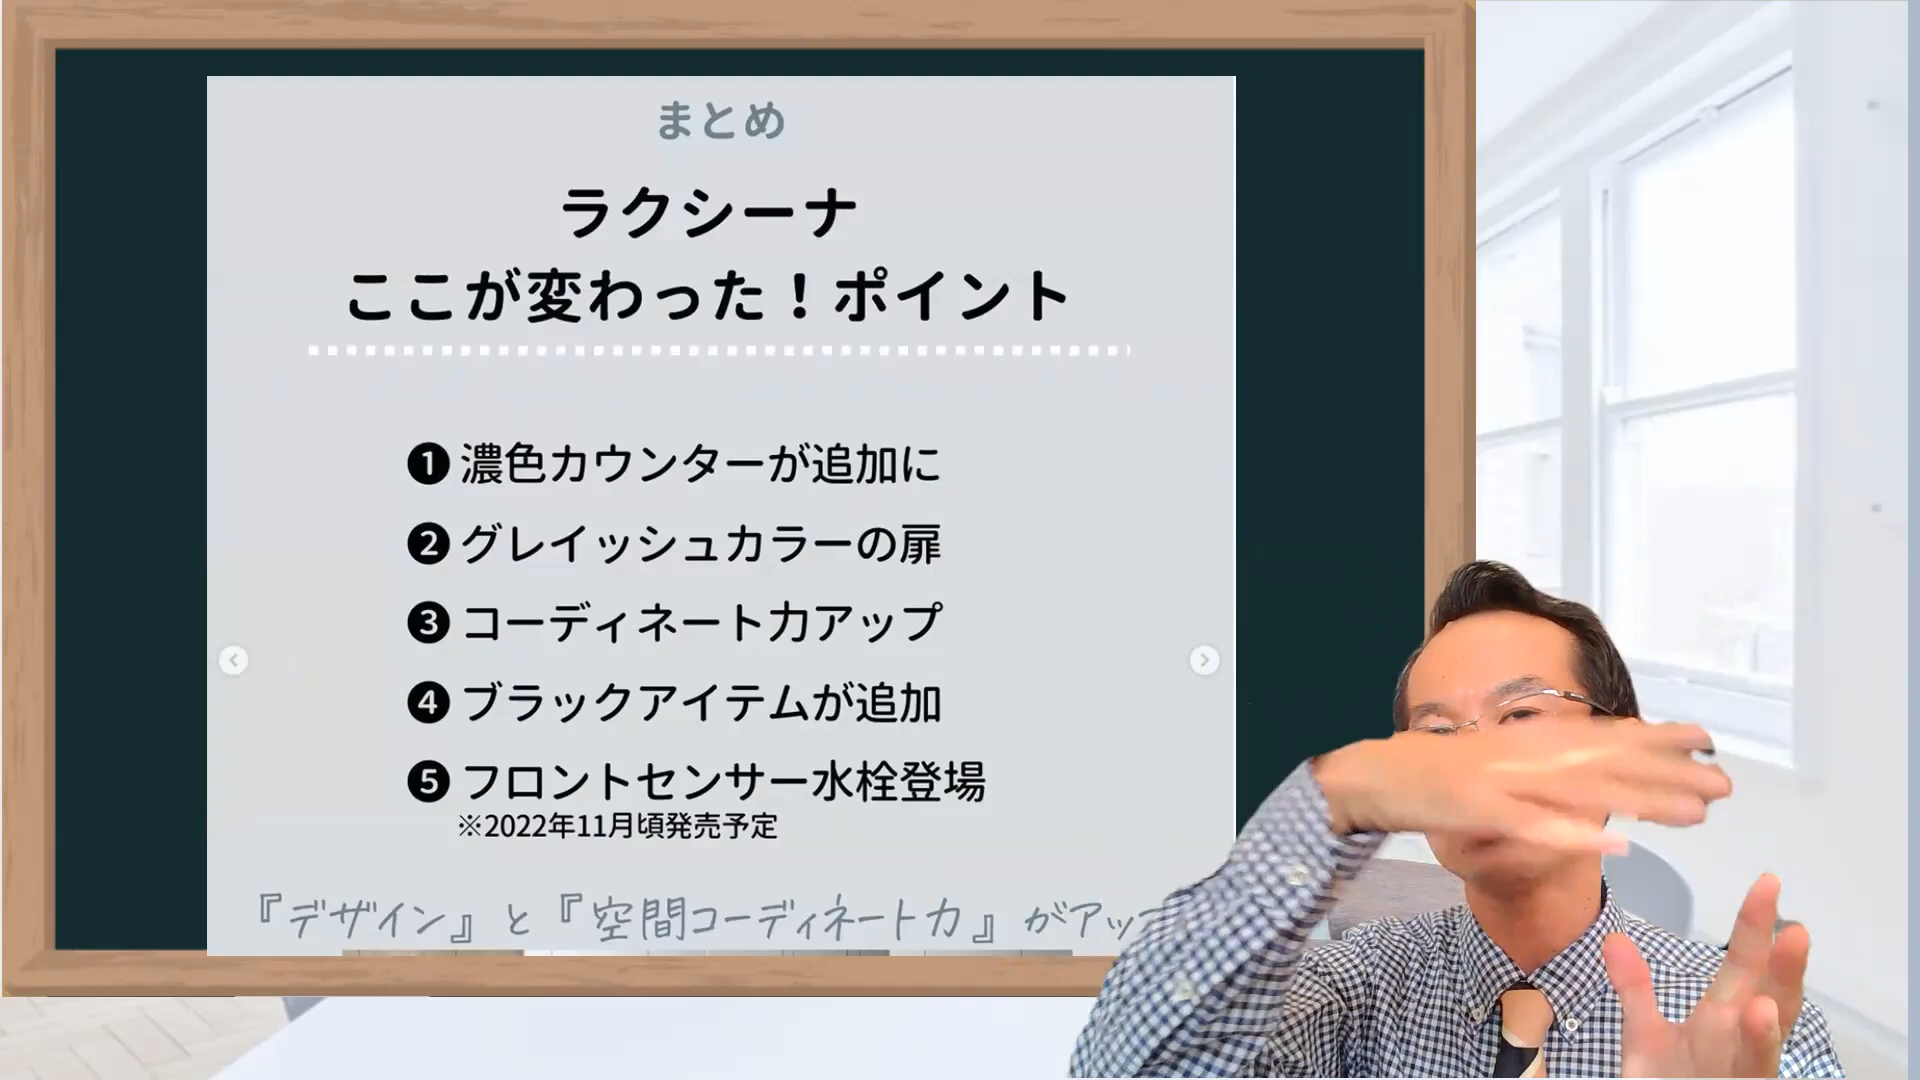 まとめ
ラクシーナ
ここが変わった！ポイント
❶濃色カウンターが追加に
❷グレイッシュカラーの扉
❸コーディネート力アップ
❹ブラックアイテムが追加
❺フロントセンサー水栓登場
※2022年11月頃発売予定
『デザイン』と『空間コーディネート力』がアッ